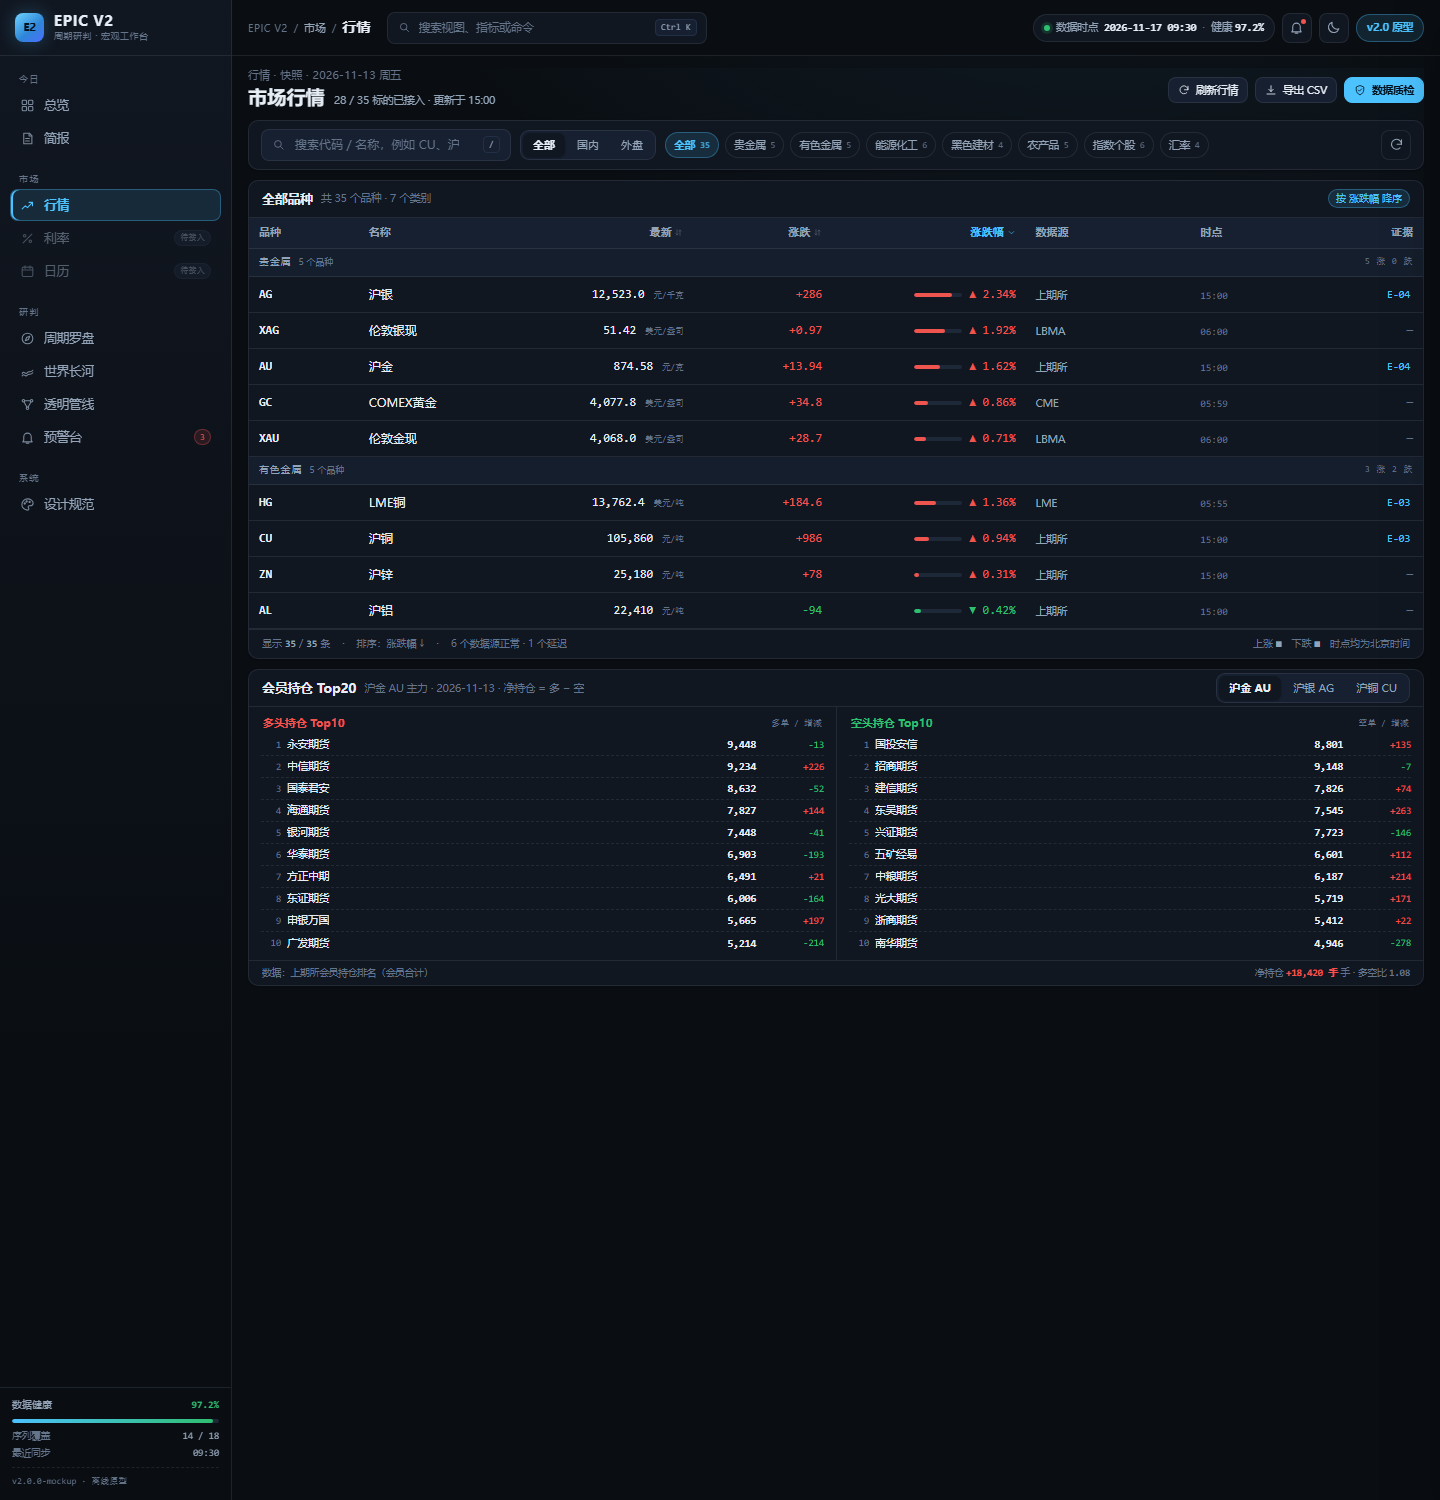 E2
EPIC V2
周期研判 · 宏观工作台
EPIC V2 / 市场 / 行情
搜索视图、指标或命令
Ctrl K
数据时点 2026-11-17 09:30 · 健康 97.2%
v2.0 原型
今日
总览
简报
市场
行情
利率 待接入
日历 待接入
研判
周期罗盘
世界长河
透明管线
预警台 3
系统
设计规范
行情 · 快照 · 2026-11-13 周五
市场行情 28 / 35 标的已接入 · 更新于 15:00
刷新行情
导出 CSV
数据质检
搜索代码 / 名称，例如 CU、沪
/
全部 国内 外盘
全部 35
贵金属 5
有色金属 5
能源化工 6
黑色建材 4
农产品 5
指数个股 6
汇率 4
全部品种 共 35 个品种 · 7 个类别
按 涨跌幅 降序
品种 名称 最新 涨跌 涨跌幅 数据源 时点 证据
贵金属 5 个品种 5 涨 0 跌
AG 沪银 12,523.0 元/千克 +286 ▲ 2.34% 上期所 15:00 E-04
XAG 伦敦银现 51.42 美元/盎司 +0.97 ▲ 1.92% LBMA 06:00 —
AU 沪金 874.58 元/克 +13.94 ▲ 1.62% 上期所 15:00 E-04
GC COMEX黄金 4,077.8 美元/盎司 +34.8 ▲ 0.86% CME 05:59 —
XAU 伦敦金现 4,068.0 美元/盎司 +28.7 ▲ 0.71% LBMA 06:00 —
有色金属 5 个品种 3 涨 2 跌
HG LME铜 13,762.4 美元/吨 +184.6 ▲ 1.36% LME 05:55 E-03
CU 沪铜 105,860 元/吨 +986 ▲ 0.94% 上期所 15:00 E-03
ZN 沪锌 25,180 元/吨 +78 ▲ 0.31% 上期所 15:00 —
AL 沪铝 22,410 元/吨 -94 ▼ 0.42% 上期所 15:00 —
显示 35 / 35 条 · 排序：涨跌幅 ↓ · 6 个数据源正常 · 1 个延迟
上涨 ■ 下跌 ■ 时点均为北京时间
会员持仓 Top20 沪金 AU 主力 · 2026-11-13 · 净持仓 = 多 − 空
沪金 AU 沪银 AG 沪铜 CU
多头持仓 Top10 多单 / 增减
1 永安期货 9,448 -13
2 中信期货 9,234 +226
3 国泰君安 8,632 -52
4 海通期货 7,827 +144
5 银河期货 7,448 -41
6 华泰期货 6,903 -193
7 方正中期 6,491 +21
8 东证期货 6,006 -164
9 申银万国 5,665 +197
10 广发期货 5,214 -214
空头持仓 Top10 空单 / 增减
1 国投安信 8,801 +135
2 招商期货 9,148 -7
3 建信期货 7,826 +74
4 东吴期货 7,545 +263
5 兴证期货 7,723 -146
6 五矿经易 6,601 +112
7 中粮期货 6,187 +214
8 光大期货 5,719 +171
9 浙商期货 5,412 +22
10 南华期货 4,946 -278
数据：上期所会员持仓排名（会员合计）
净持仓 +18,420 手 手 · 多空比 1.08
数据健康 97.2%
序列覆盖 14 / 18
最近同步 09:30
v2.0.0-mockup · 离线原型